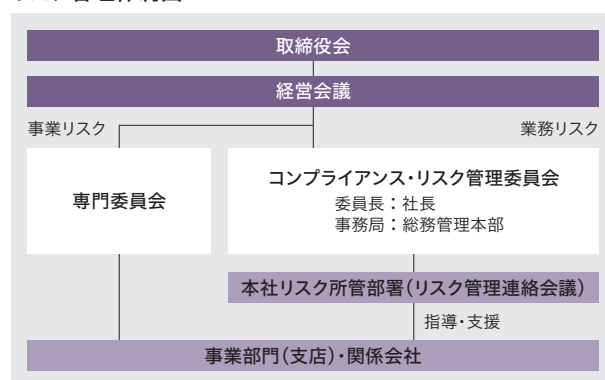 取締役会
経営会議
事業リスク
業務リスク
専門委員会
コンプライアンス・リスク管理委員会
委員長：社長
事務局：総務管理本部
本社リスク所管部署（リスク管理連絡会議）
指導・支援
事業部門（支店）・関係会社